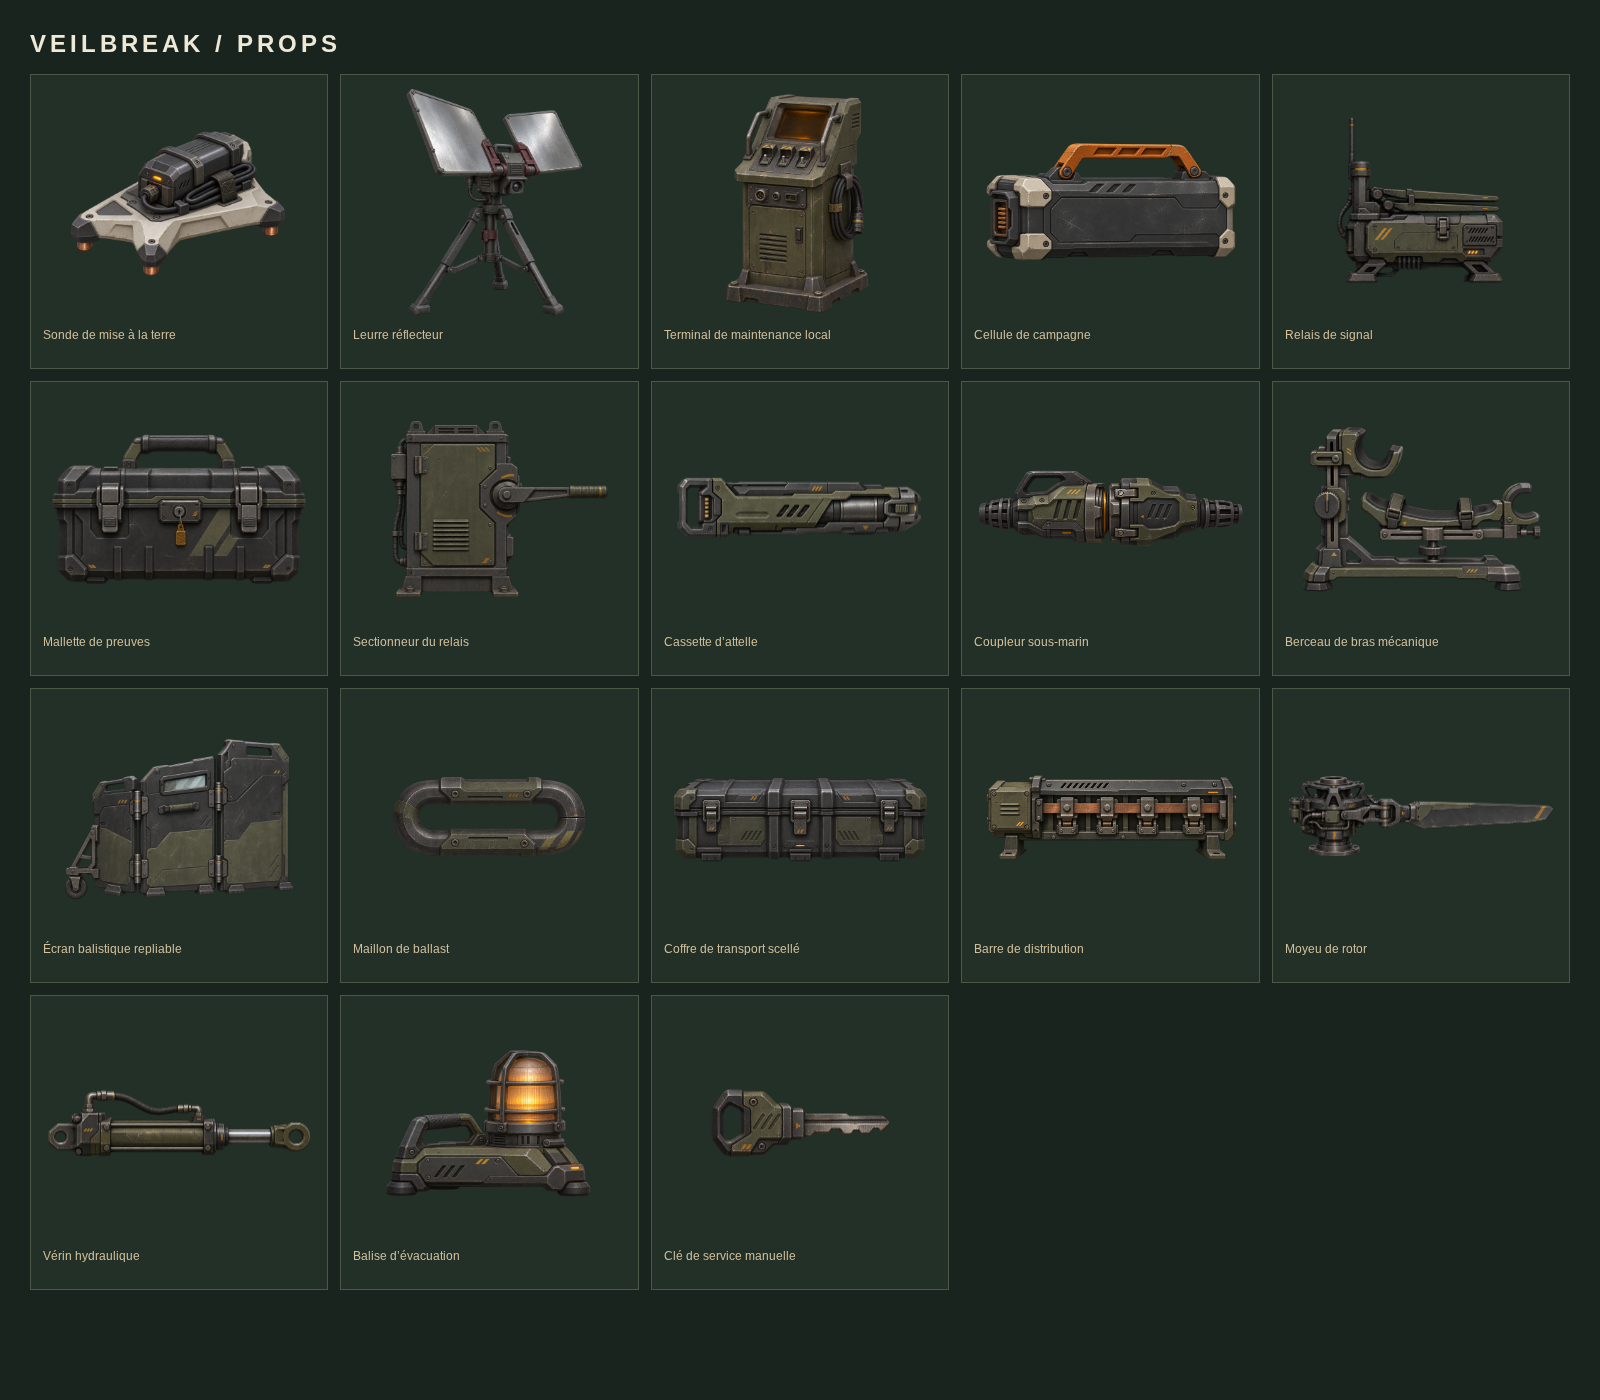 VEILBREAK / PROPS
Sonde de mise à la terre
Leurre réflecteur
Terminal de maintenance local
Cellule de campagne
Relais de signal
Mallette de preuves
Sectionneur du relais
Cassette d’attelle
Coupleur sous-marin
Berceau de bras mécanique
Écran balistique repliable
Maillon de ballast
Coffre de transport scellé
Barre de distribution
Moyeu de rotor
Vérin hydraulique
Balise d’évacuation
Clé de service manuelle